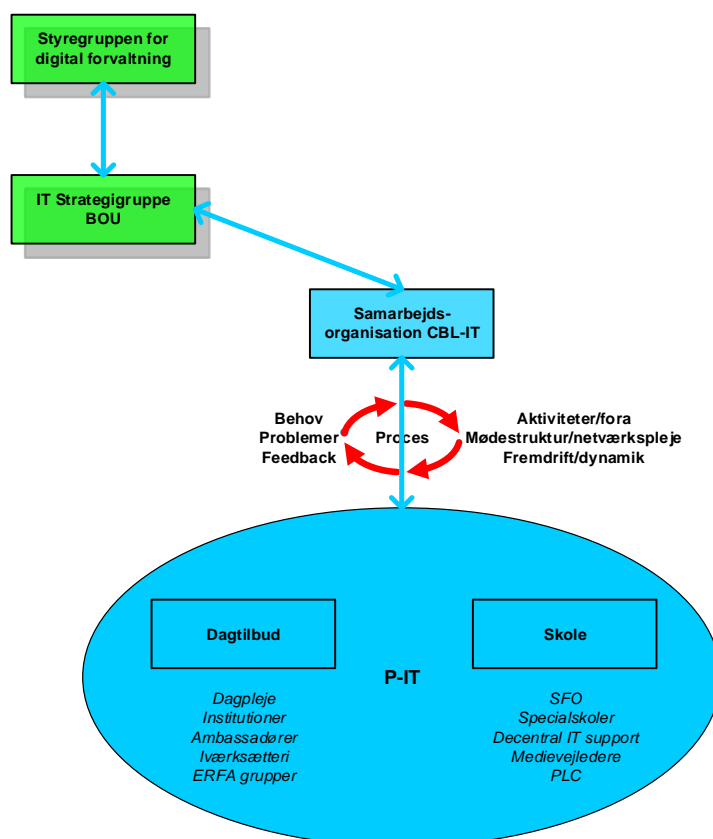 Styregruppen for
digital forvaltning
IT Strategigruppe
BOU
Samarbejds-
organisation CBL-IT
Behov
Problemer
Feedback
Proces
Aktiviteter/fora
Mødestruktur/netværkspleje
Fremdrift/dynamik
Dagtilbud
Skole
P-IT
Dagpleje
Institutioner
Ambassadører
Iværksætteri
ERFA grupper
SFO
Specialskoler
Decentral IT support
Medievejledere
PLC